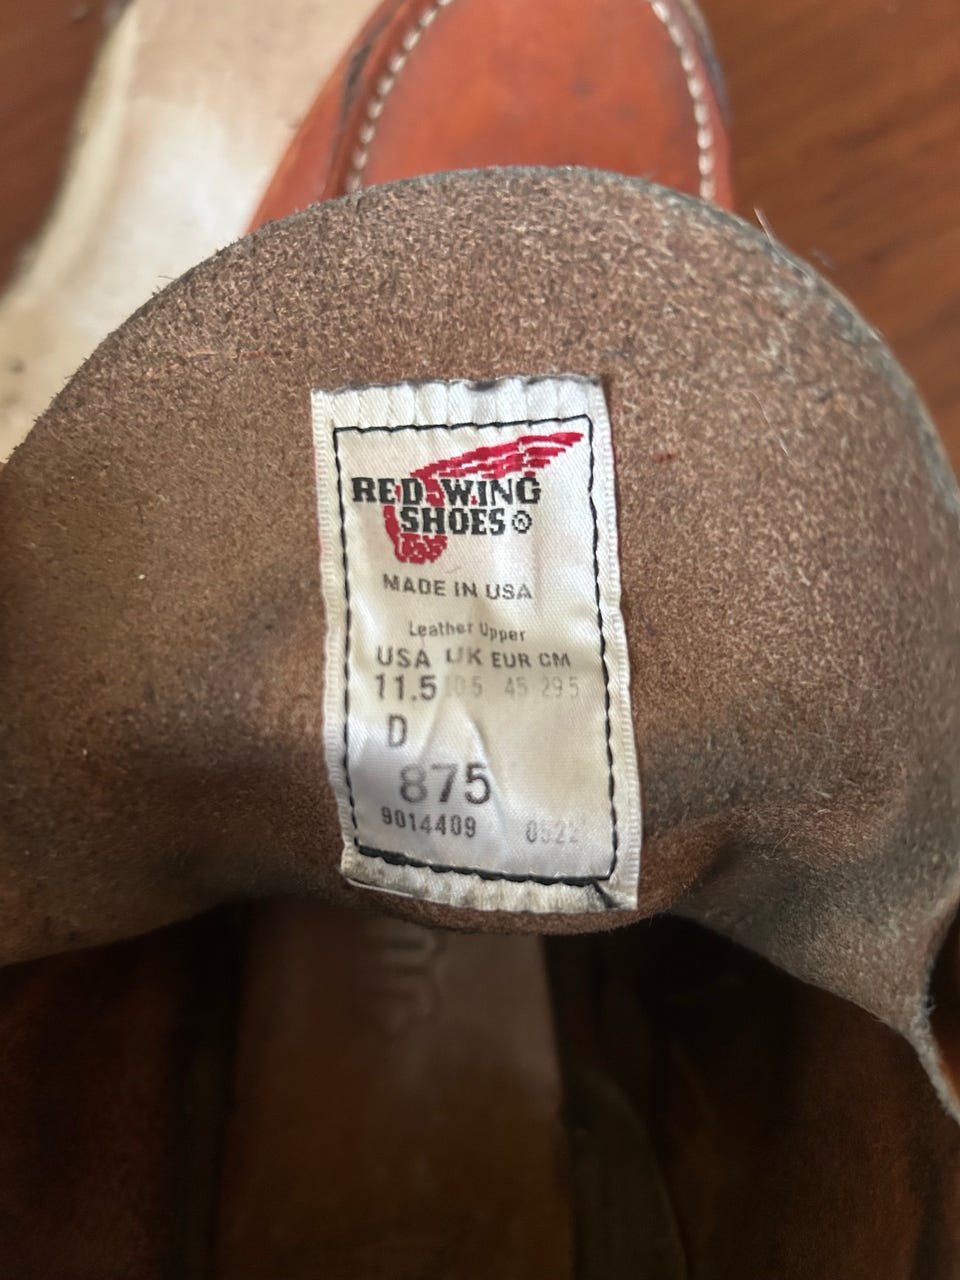 RED WING
SHOES®
MADE IN USA
Leather Upper
USA UK EUR CM
11.5 10.5 45 29.5
D
875
9014409 0522